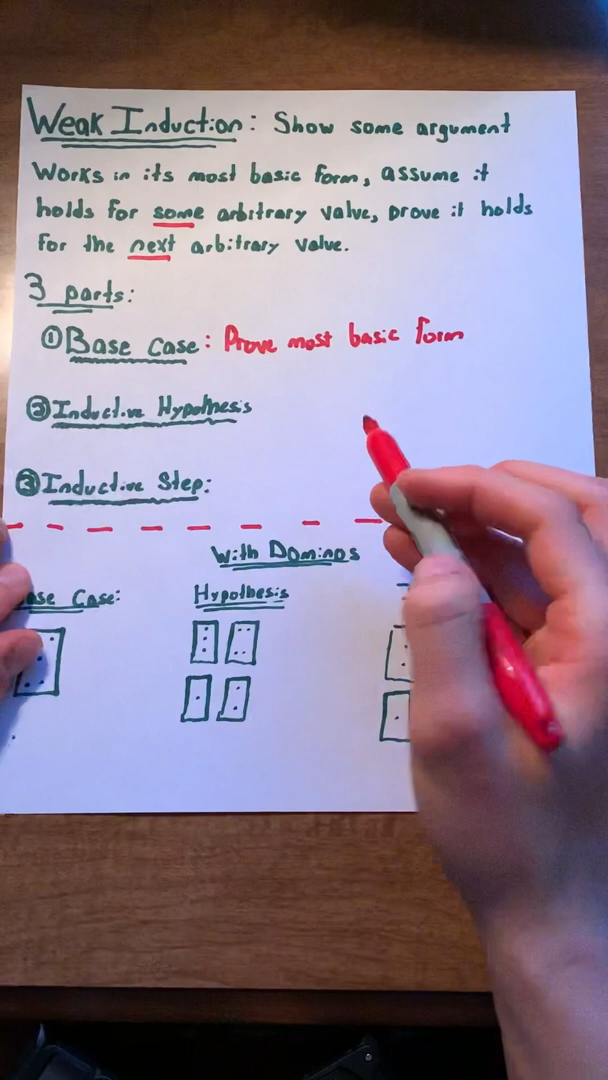 Weak Induction: Show some argument
Works in its most basic form, assume it
holds for some arbitrary value, prove it holds
for the next arbitrary value.
3 parts:
① Base Case: Prove most basic form
② Inductive Hypothesis
③ Inductive Step:
With Dominos
ase Case:
Hypothesis